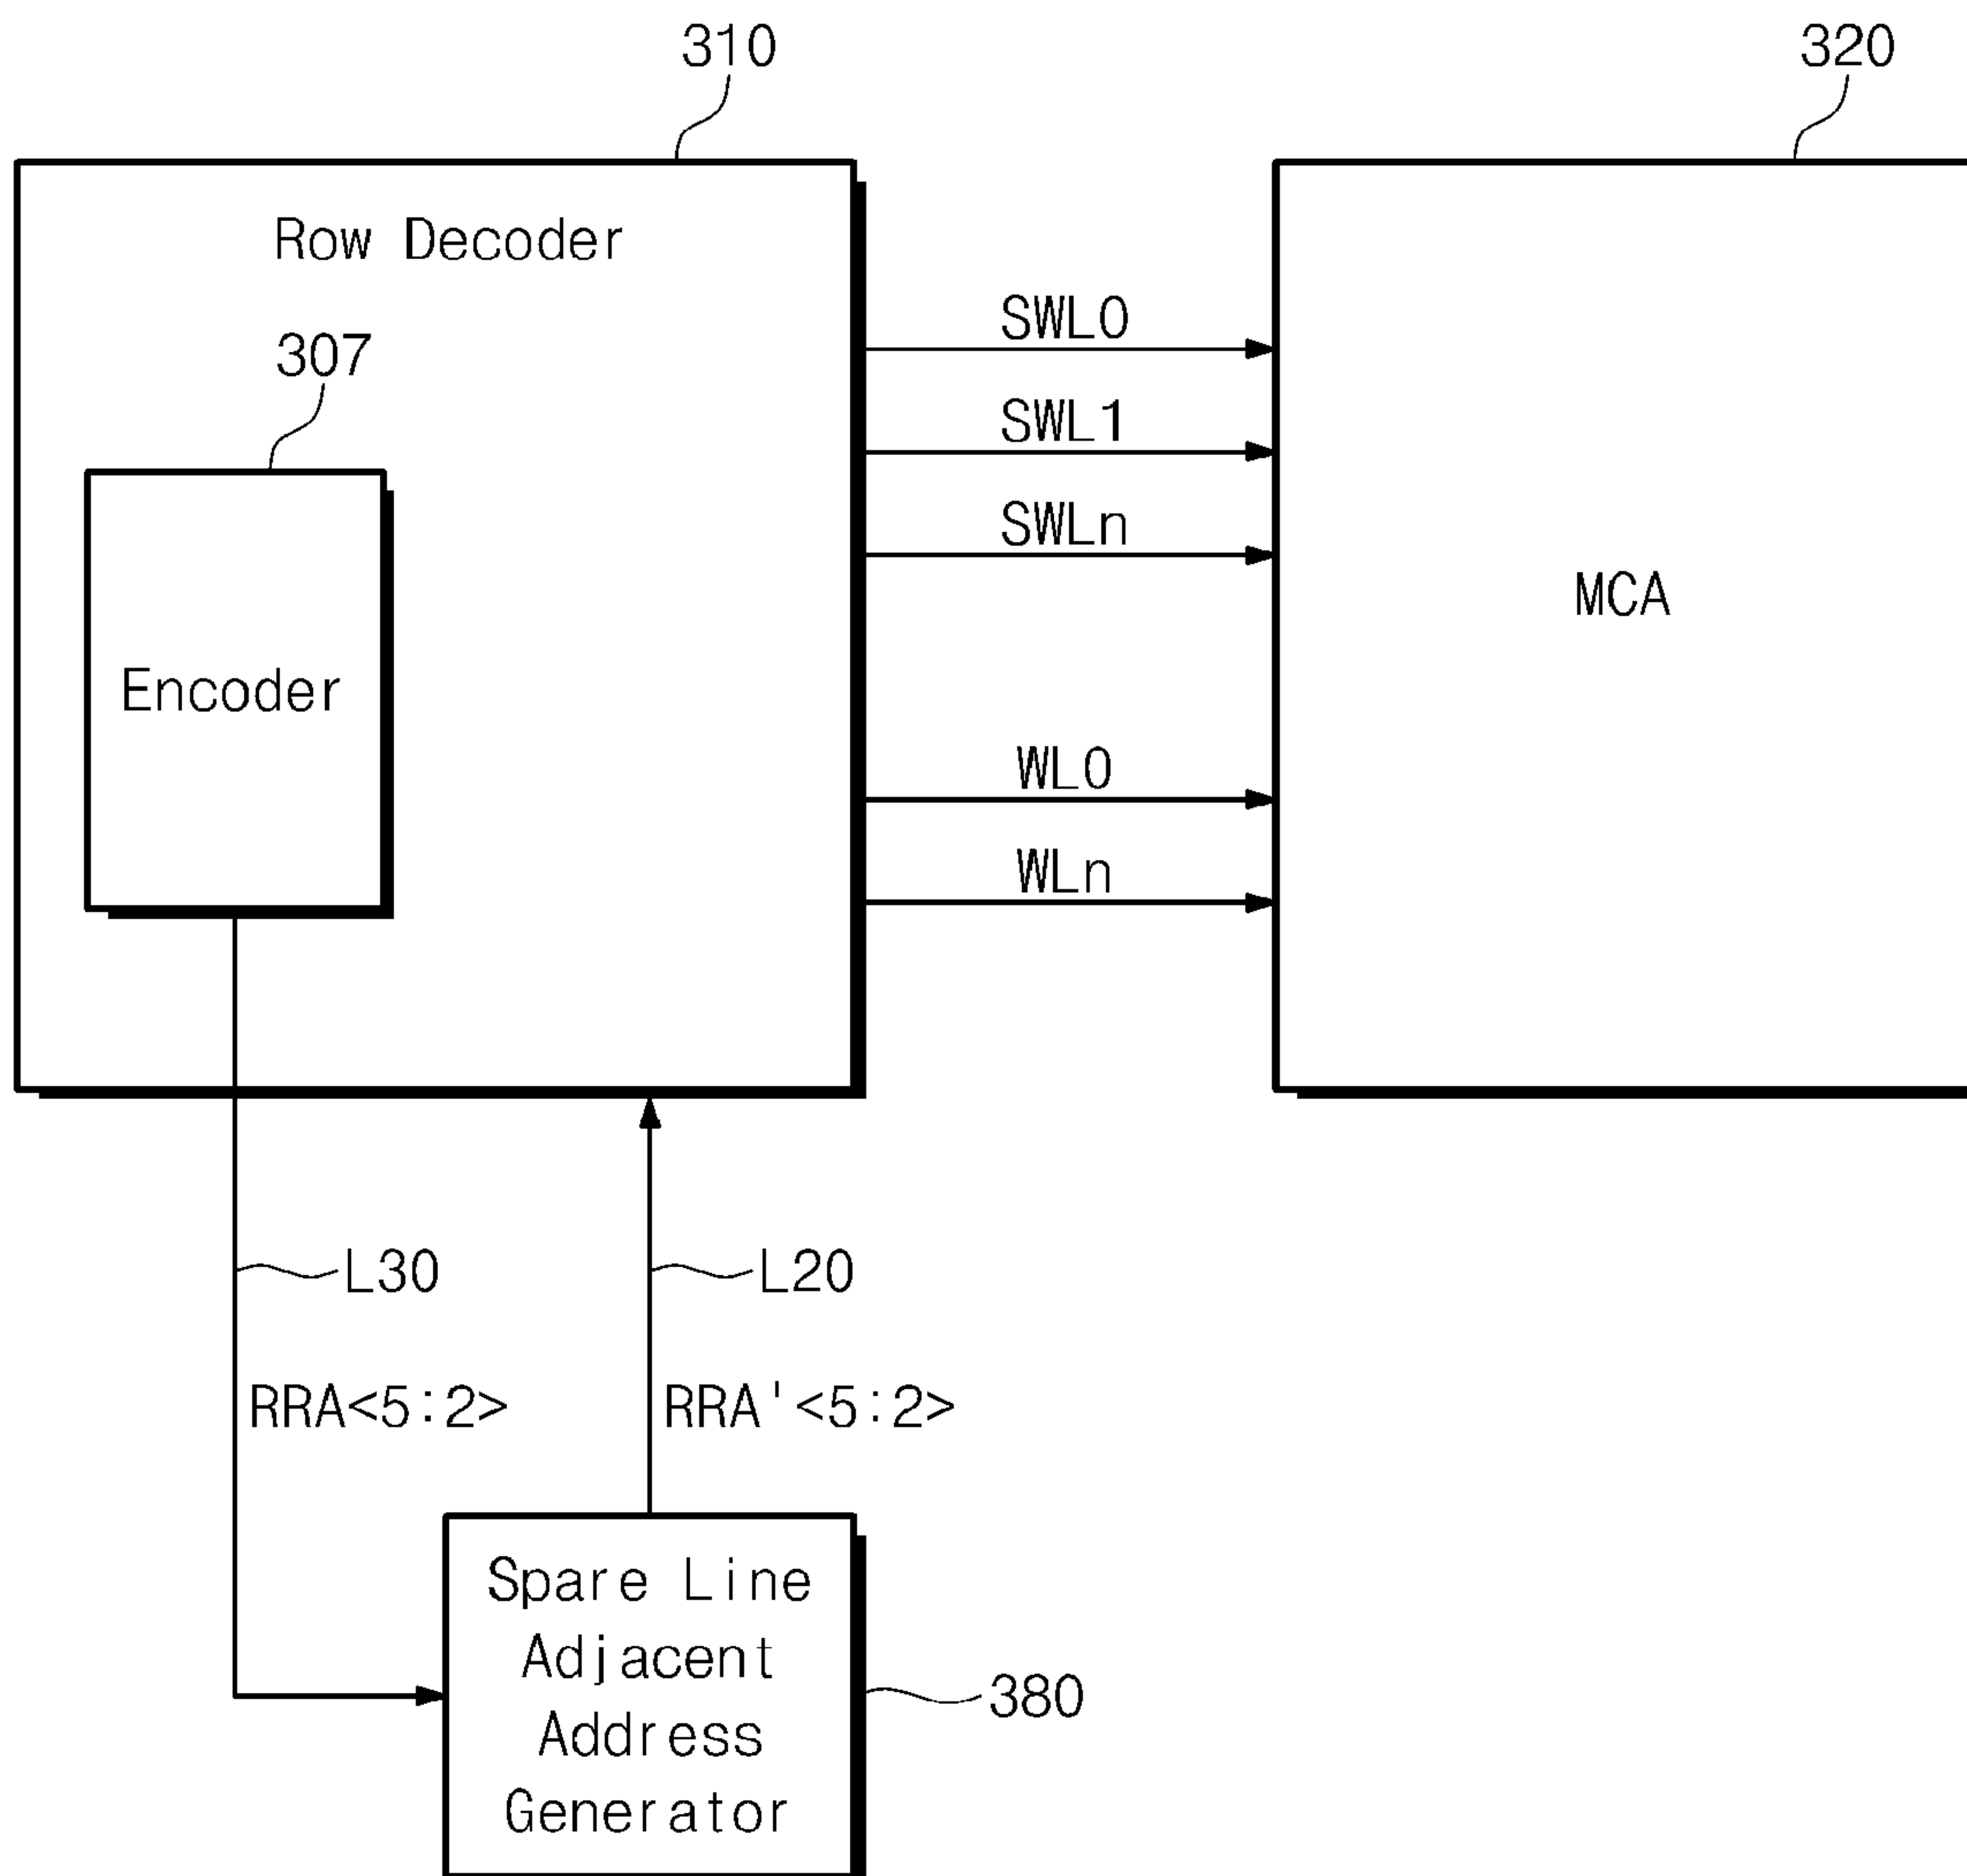 310
320
Row Decoder
307
Encoder
SWL0
SWL1
SWLn
WL0
WLn
MCA
L30
L20
RRA<5:2>
RRA'<5:2>
Spare Line
Adjacent
Address
Generator
380